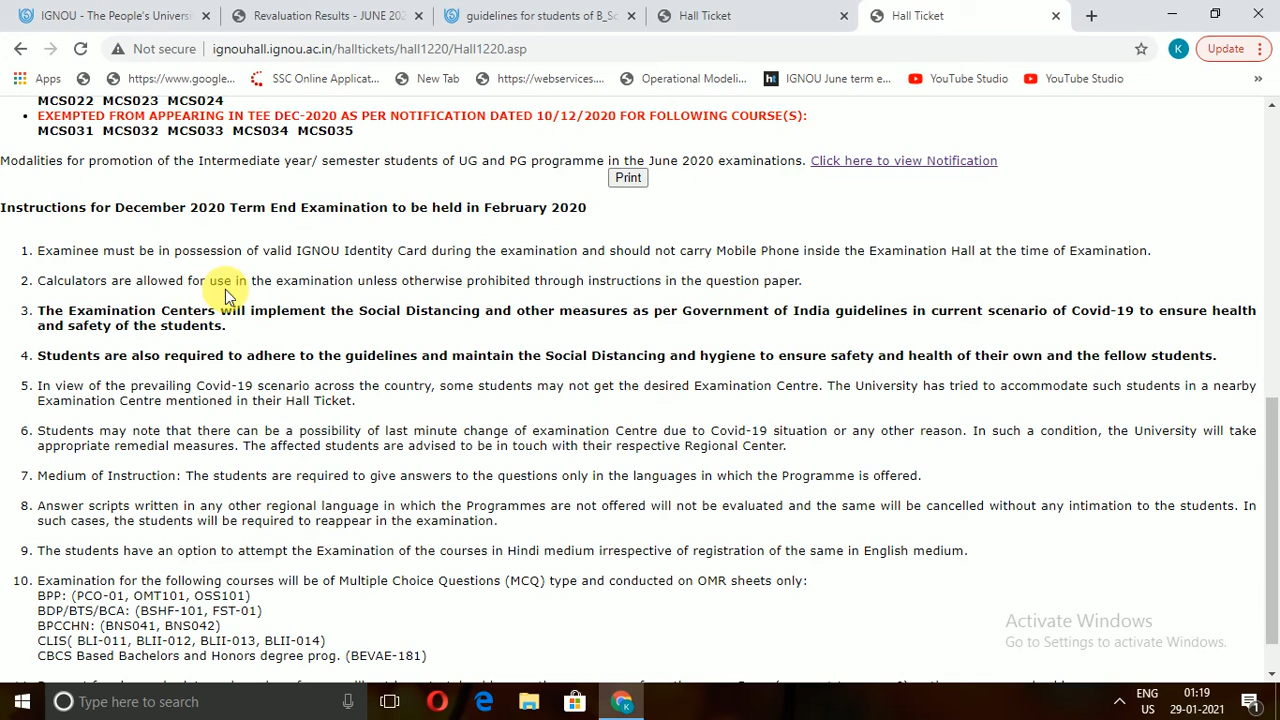 IGNOU - The People's Universi
Revaluation Results - JUNE 202
guidelines for students of B_Sc
Hall Ticket
Hall Ticket
Not secure
ignouhall.ignou.ac.in/halltickets/hall1220/Hall1220.asp
K
Update
Apps
https://www.google...
SSC Online Applicat...
New Tab
https://webservices....
Operational Modeli...
ht
IGNOU June term e...
YouTube Studio
YouTube Studio
»
MCS022 MCS023 MCS024
• EXEMPTED FROM APPEARING IN TEE DEC-2020 AS PER NOTIFICATION DATED 10/12/2020 FOR FOLLOWING COURSE(S):
MCS031 MCS032 MCS033 MCS034 MCS035
Modalities for promotion of the Intermediate year/ semester students of UG and PG programme in the June 2020 examinations. Click here to view Notification
Print
Instructions for December 2020 Term End Examination to be held in February 2020
1. Examinee must be in possession of valid IGNOU Identity Card during the examination and should not carry Mobile Phone inside the Examination Hall at the time of Examination.
2. Calculators are allowed for use in the examination unless otherwise prohibited through instructions in the question paper.
3. The Examination Centers will implement the Social Distancing and other measures as per Government of India guidelines in current scenario of Covid-19 to ensure health
and safety of the students.
4. Students are also required to adhere to the guidelines and maintain the Social Distancing and hygiene to ensure safety and health of their own and the fellow students.
5. In view of the prevailing Covid-19 scenario across the country, some students may not get the desired Examination Centre. The University has tried to accommodate such students in a nearby
Examination Centre mentioned in their Hall Ticket.
6. Students may note that there can be a possibility of last minute change of examination Centre due to Covid-19 situation or any other reason. In such a condition, the University will take
appropriate remedial measures. The affected students are advised to be in touch with their respective Regional Center.
7. Medium of Instruction: The students are required to give answers to the questions only in the languages in which the Programme is offered.
8. Answer scripts written in any other regional language in which the Programmes are not offered will not be evaluated and the same will be cancelled without any intimation to the students. In
such cases, the students will be required to reappear in the examination.
9. The students have an option to attempt the Examination of the courses in Hindi medium irrespective of registration of the same in English medium.
10. Examination for the following courses will be of Multiple Choice Questions (MCQ) type and conducted on OMR sheets only:
BPP: (PCO-01, OMT101, OSS101)
BDP/BTS/BCA: (BSHF-101, FST-01)
BPCCHN: (BNS041, BNS042)
CLIS( BLI-011, BLII-012, BLII-013, BLII-014)
CBCS Based Bachelors and Honors degree prog. (BEVAE-181)
Activate Windows
Go to Settings to activate Windows.
Type here to search
K
ENG
US
01:19
29-01-2021
1